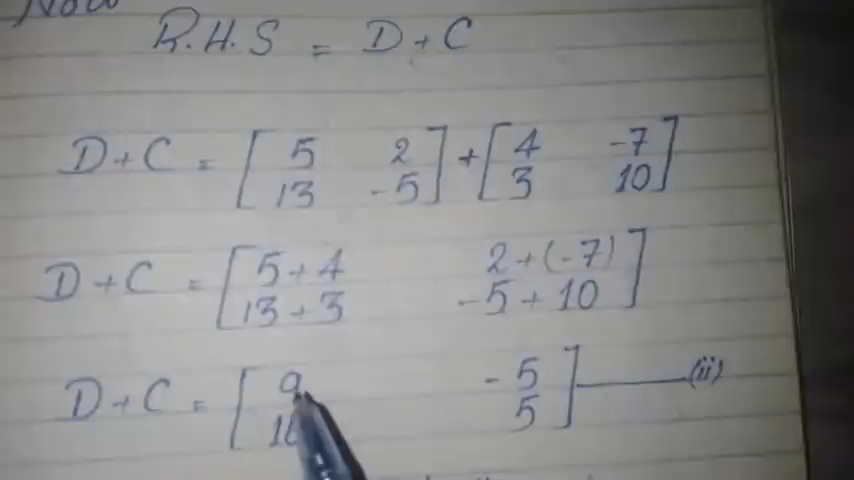 Now
R.H.S = D+C
D+C = [ 5 2 ] + [ 4 -7 ]
[ 13 -5 ] [ 3 10 ]
D+C = [ 5+4 2+(-7) ]
[ 13+3 -5+10 ]
D+C = [ 9 -5 ] (ii)
[ 5 ]